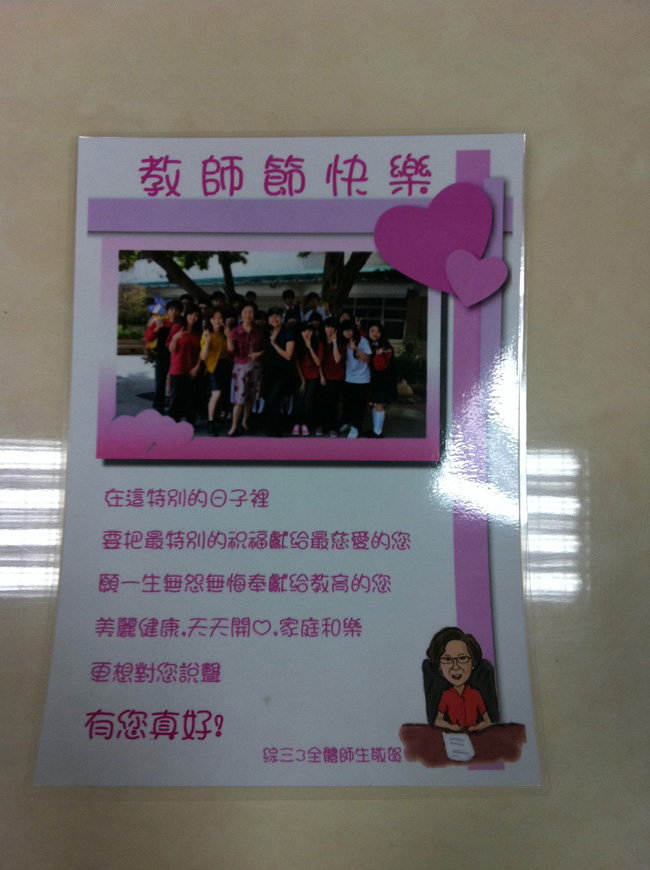 教師節快樂
在這特別的日子裡
要把最特別的祝福獻給最慈愛的您
願一生無怨無悔奉獻給教育的您
美麗健康,天天開♡,家庭和樂
更想對您說聲
有您真好!
綜三3全體師生敬賀